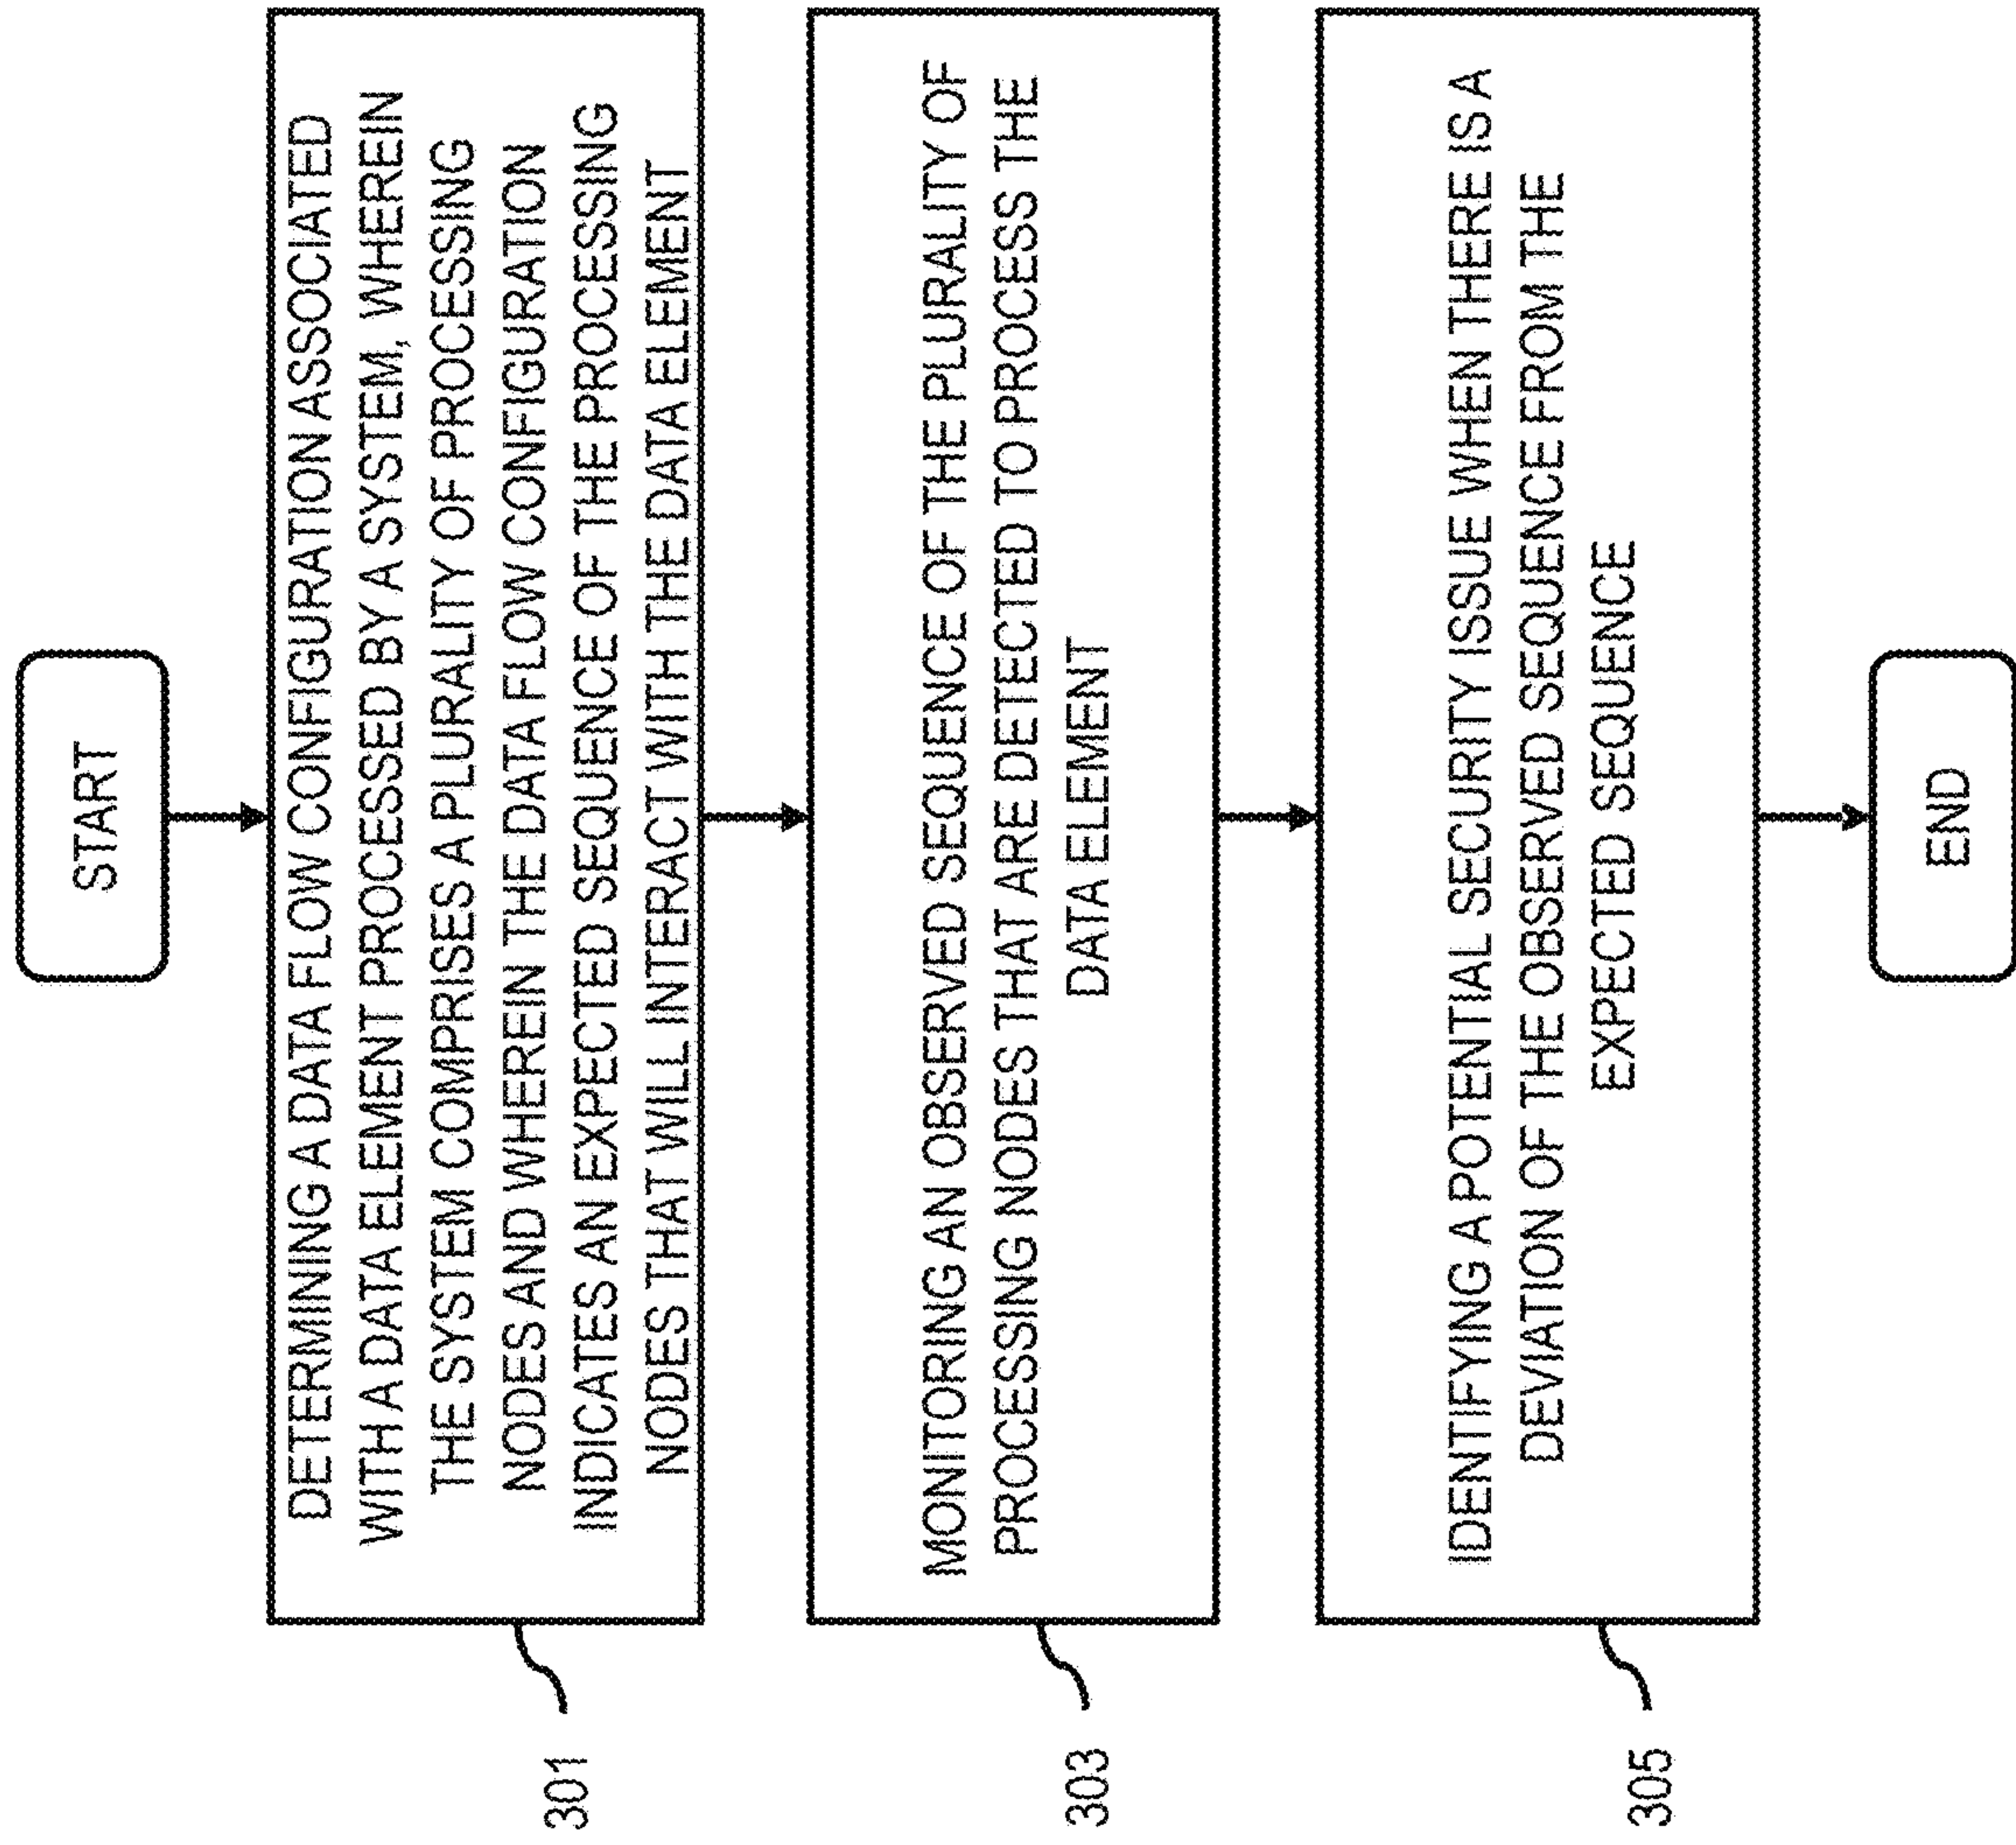 START
DETERMINING A DATA FLOW CONFIGURATION ASSOCIATED
WITH A DATA ELEMENT PROCESSED BY A SYSTEM, WHEREIN
THE SYSTEM COMPRISES A PLURALITY OF PROCESSING
NODES AND WHEREIN THE DATA FLOW CONFIGURATION
INDICATES AN EXPECTED SEQUENCE OF THE PROCESSING
NODES THAT WILL INTERACT WITH THE DATA ELEMENT
301
MONITORING AN OBSERVED SEQUENCE OF THE PLURALITY OF
PROCESSING NODES THAT ARE DETECTED TO PROCESS THE
DATA ELEMENT
303
IDENTIFYING A POTENTIAL SECURITY ISSUE WHEN THERE IS A
DEVIATION OF THE OBSERVED SEQUENCE FROM THE
EXPECTED SEQUENCE
305
END